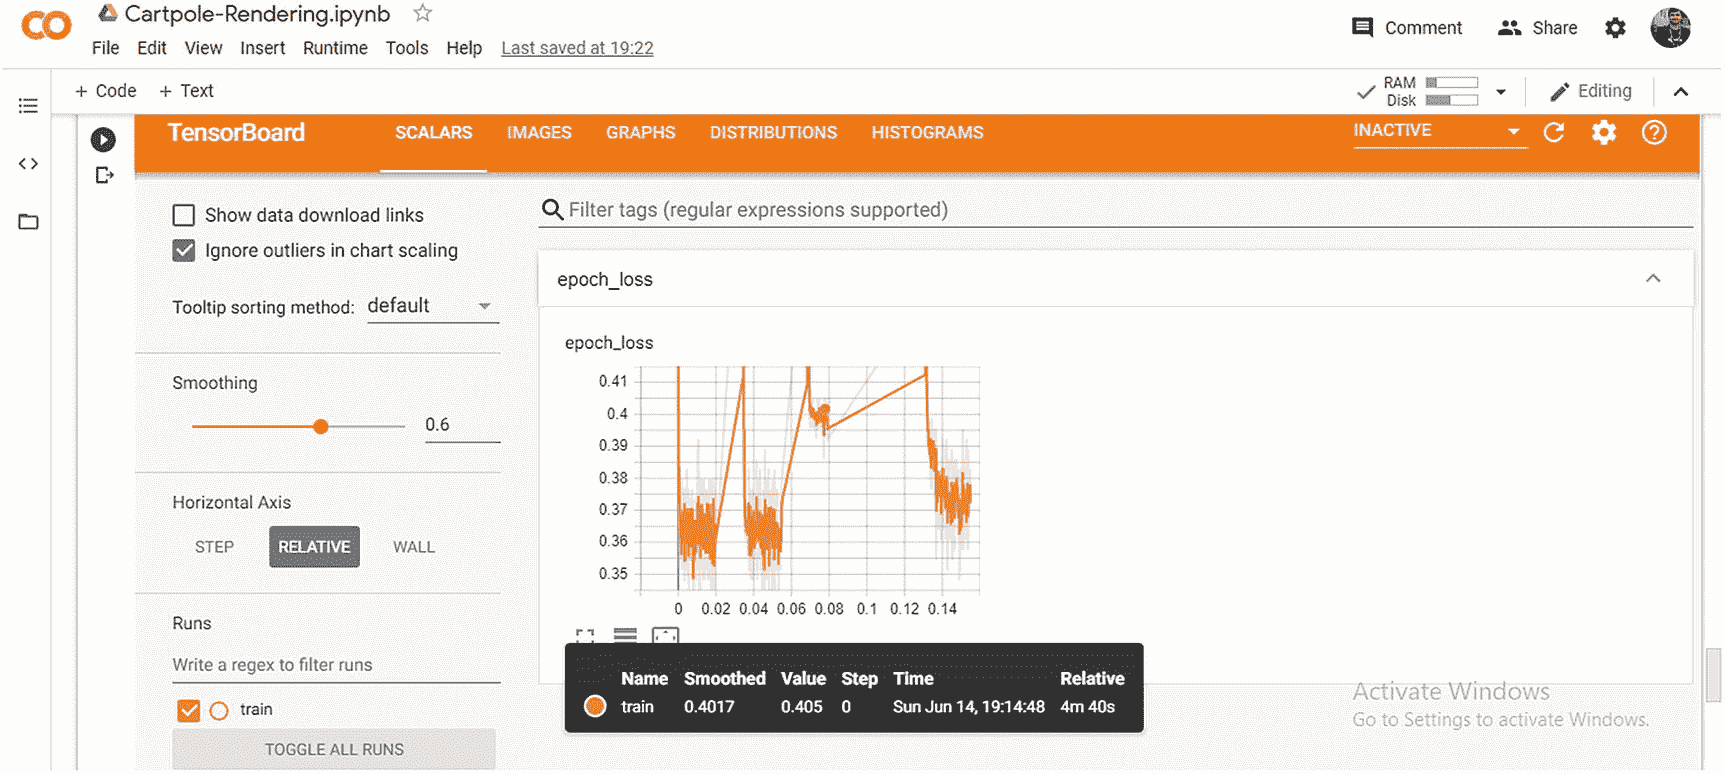 CO Cartpole-Rendering.ipynb
File Edit View Insert Runtime Tools Help Last saved at 19:22
Comment Share
+ Code + Text
RAM
Disk
Editing
TensorBoard SCALARS IMAGES GRAPHS DISTRIBUTIONS HISTOGRAMS INACTIVE
Show data download links
Ignore outliers in chart scaling
Tooltip sorting method: default
Smoothing
0.6
Horizontal Axis
STEP RELATIVE WALL
Runs
Write a regex to filter runs
train
TOGGLE ALL RUNS
Filter tags (regular expressions supported)
epoch_loss
epoch_loss
0.41
0.4
0.39
0.38
0.37
0.36
0.35
0 0.02 0.04 0.06 0.08 0.1 0.12 0.14
Name Smoothed Value Step Time Relative
train 0.4017 0.405 0 Sun Jun 14, 19:14:48 4m 40s
Activate Windows
Go to Settings to activate Windows.